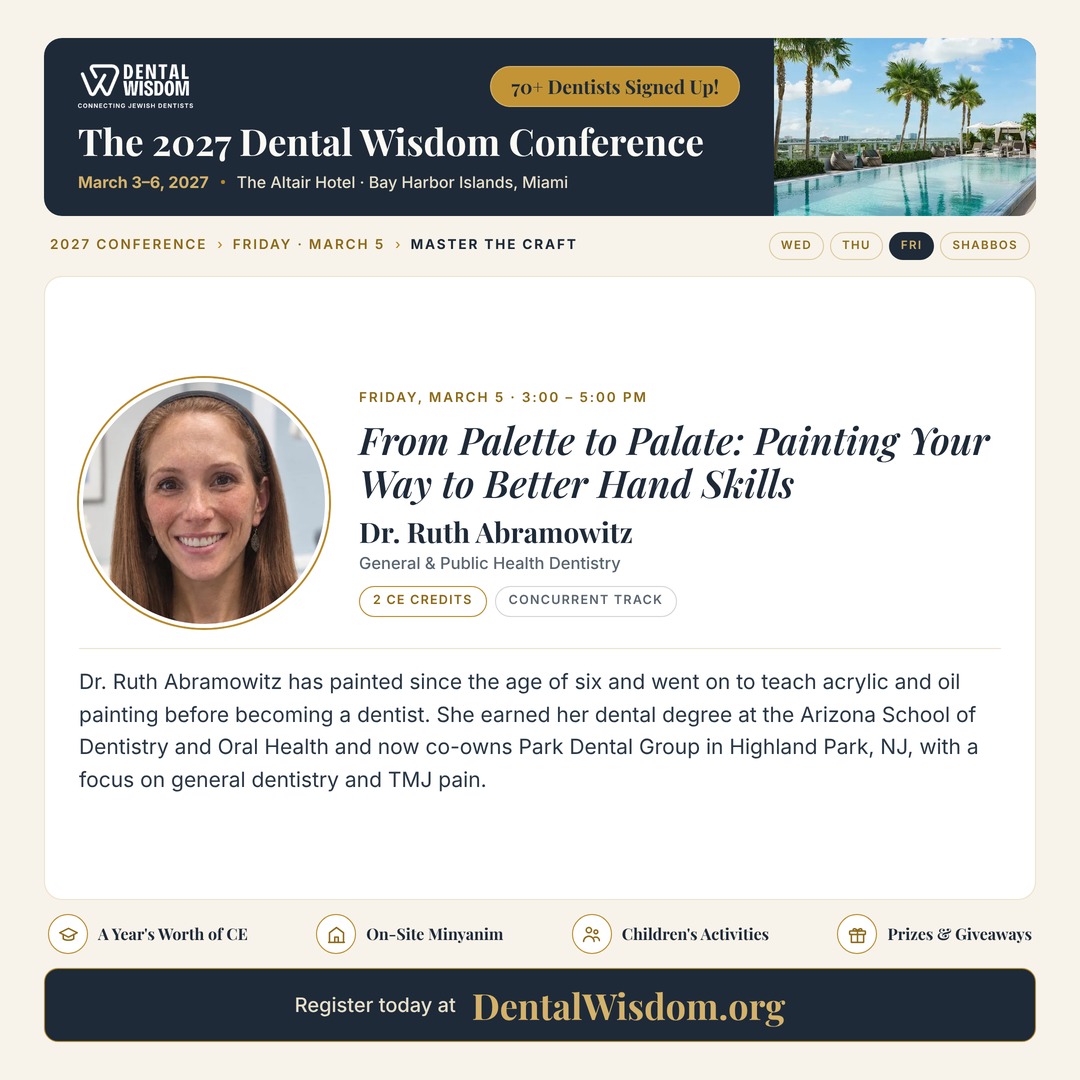 DENTAL
WISDOM
CONNECTING JEWISH DENTISTS
70+ Dentists Signed Up!
The 2027 Dental Wisdom Conference
March 3–6, 2027 • The Altair Hotel · Bay Harbor Islands, Miami
2027 CONFERENCE › FRIDAY · MARCH 5 › MASTER THE CRAFT
WED THU FRI SHABBOS
FRIDAY, MARCH 5 · 3:00 – 5:00 PM
From Palette to Palate: Painting Your
Way to Better Hand Skills
Dr. Ruth Abramowitz
General & Public Health Dentistry
2 CE CREDITS CONCURRENT TRACK
Dr. Ruth Abramowitz has painted since the age of six and went on to teach acrylic and oil
painting before becoming a dentist. She earned her dental degree at the Arizona School of
Dentistry and Oral Health and now co-owns Park Dental Group in Highland Park, NJ, with a
focus on general dentistry and TMJ pain.
A Year's Worth of CE On-Site Minyanim Children's Activities Prizes & Giveaways
Register today at DentalWisdom.org